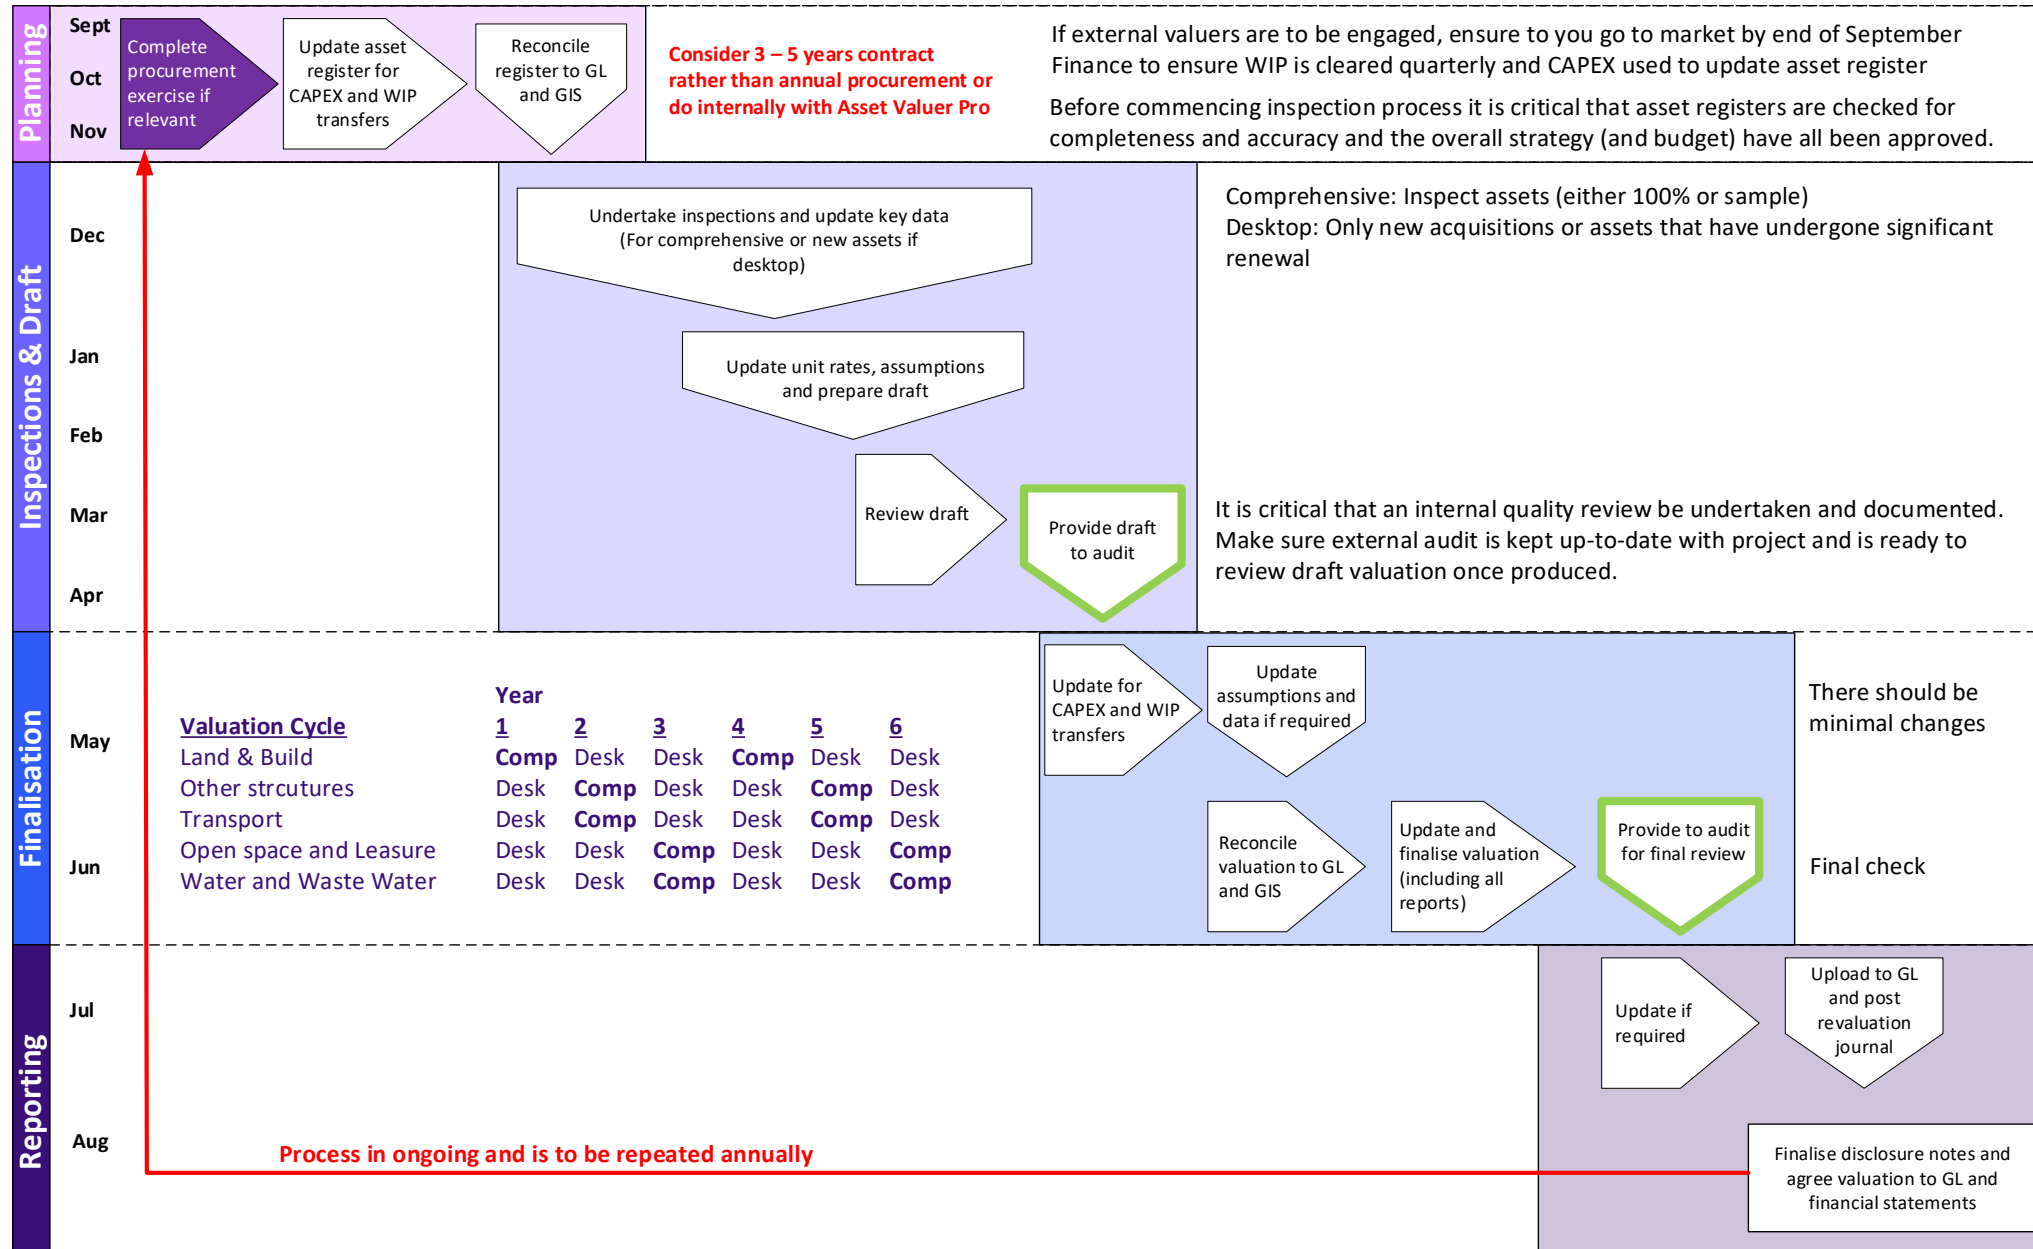 Planning
Sept
Oct
Nov
Complete
procurement
exercise if
relevant
Update asset
register for
CAPEX and WIP
transfers
Reconcile
register to GL
and GIS
Consider 3 – 5 years contract
rather than annual procurement or
do internally with Asset Valuer Pro
If external valuers are to be engaged, ensure to you go to market by end of September
Finance to ensure WIP is cleared quarterly and CAPEX used to update asset register
Before commencing inspection process it is critical that asset registers are checked for
completeness and accuracy and the overall strategy (and budget) have all been approved.
Inspections & Draft
Dec
Jan
Feb
Mar
Apr
Undertake inspections and update key data
(For comprehensive or new assets if
desktop)
Comprehensive: Inspect assets (either 100% or sample)
Desktop: Only new acquisitions or assets that have undergone significant
renewal
Update unit rates, assumptions
and prepare draft
Review draft
Provide draft
to audit
It is critical that an internal quality review be undertaken and documented.
Make sure external audit is kept up-to-date with project and is ready to
review draft valuation once produced.
Finalisation
May
Jun
Year
Valuation Cycle 1 2 3 4 5 6
Land & Build Comp Desk Desk Comp Desk Desk
Other strcutures Desk Comp Desk Desk Comp Desk
Transport Desk Comp Desk Desk Comp Desk
Open space and Leasure Desk Desk Comp Desk Desk Comp
Water and Waste Water Desk Desk Comp Desk Desk Comp
Update for
CAPEX and WIP
transfers
Update
assumptions and
data if required
There should be
minimal changes
Reconcile
valuation to GL
and GIS
Update and
finalise valuation
(including all
reports)
Provide to audit
for final review
Final check
Reporting
Jul
Aug
Update if
required
Upload to GL
and post
revaluation
journal
Process in ongoing and is to be repeated annually
Finalise disclosure notes and
agree valuation to GL and
financial statements